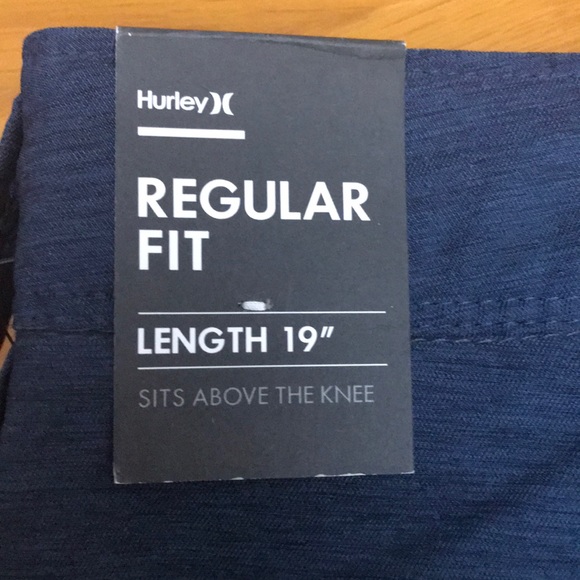 Hurley
REGULAR
FIT
LENGTH 19”
SITS ABOVE THE KNEE